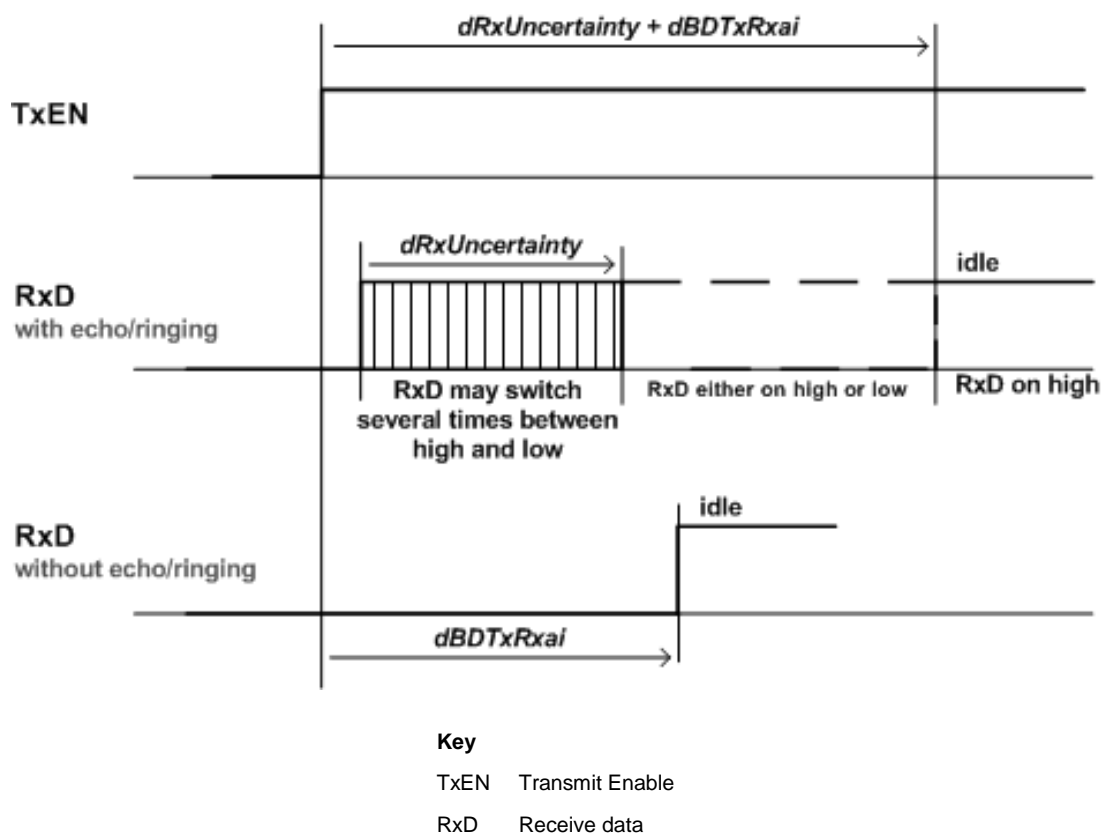 dRxUncertainty + dBDTxRxai
TxEN
dRxUncertainty
idle
RxD
with echo/ringing
RxD may switch
several times between
high and low
RxD either on high or low
RxD on high
idle
RxD
without echo/ringing
dBDTxRxai
Key
TxEN Transmit Enable
RxD Receive data